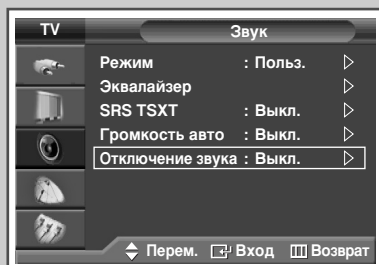 TV
Звук
Режим : Польз.
Эквалайзер
SRS TSXT : Выкл.
Громкость авто : Выкл.
Отключение звука : Выкл.
Перем. Вход Возврат